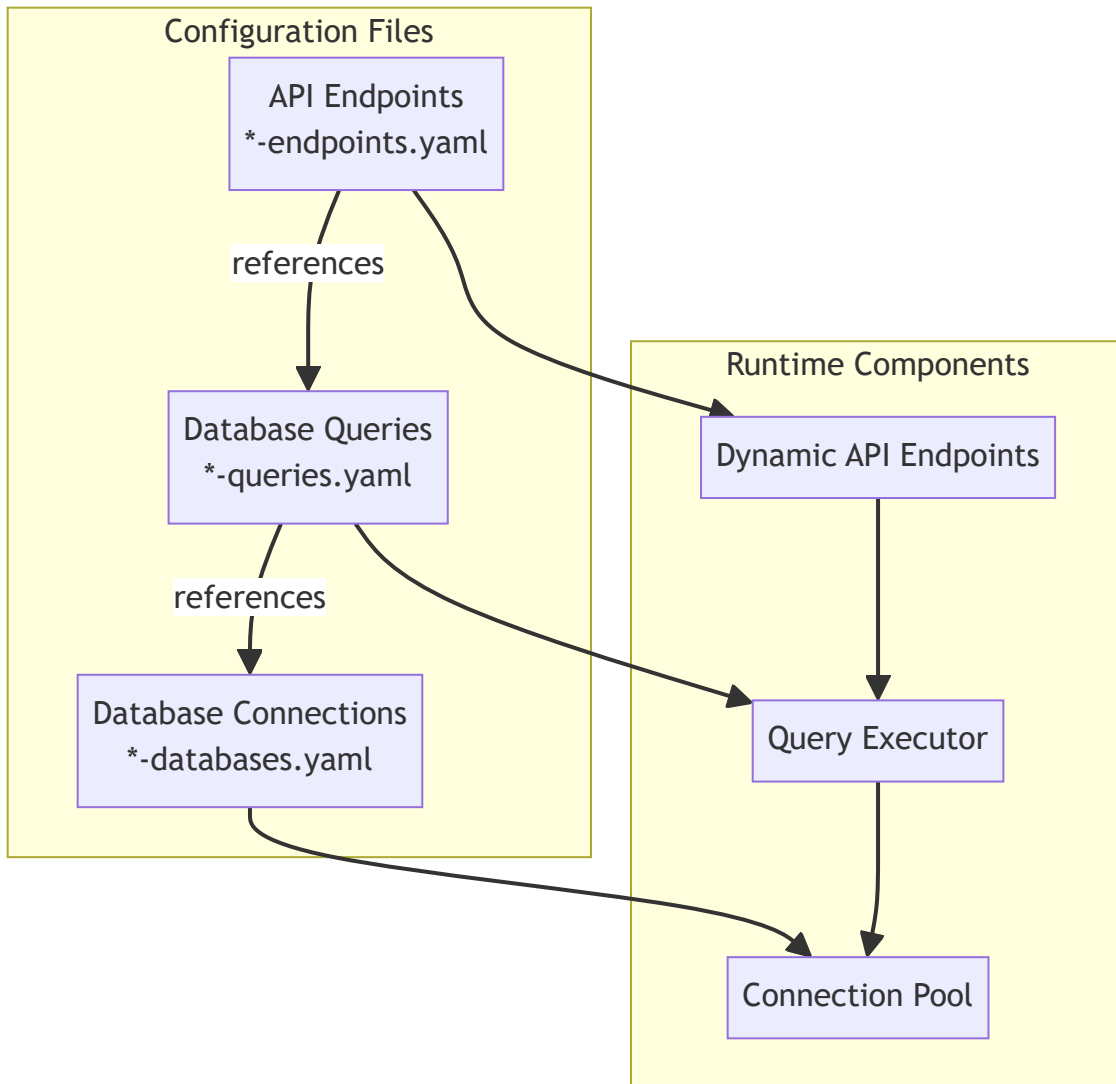 Configuration Files
API Endpoints
*-endpoints.yaml
references
Runtime Components
Database Queries
*-queries.yaml
Dynamic API Endpoints
references
Database Connections
*-databases.yaml
Query Executor
Connection Pool